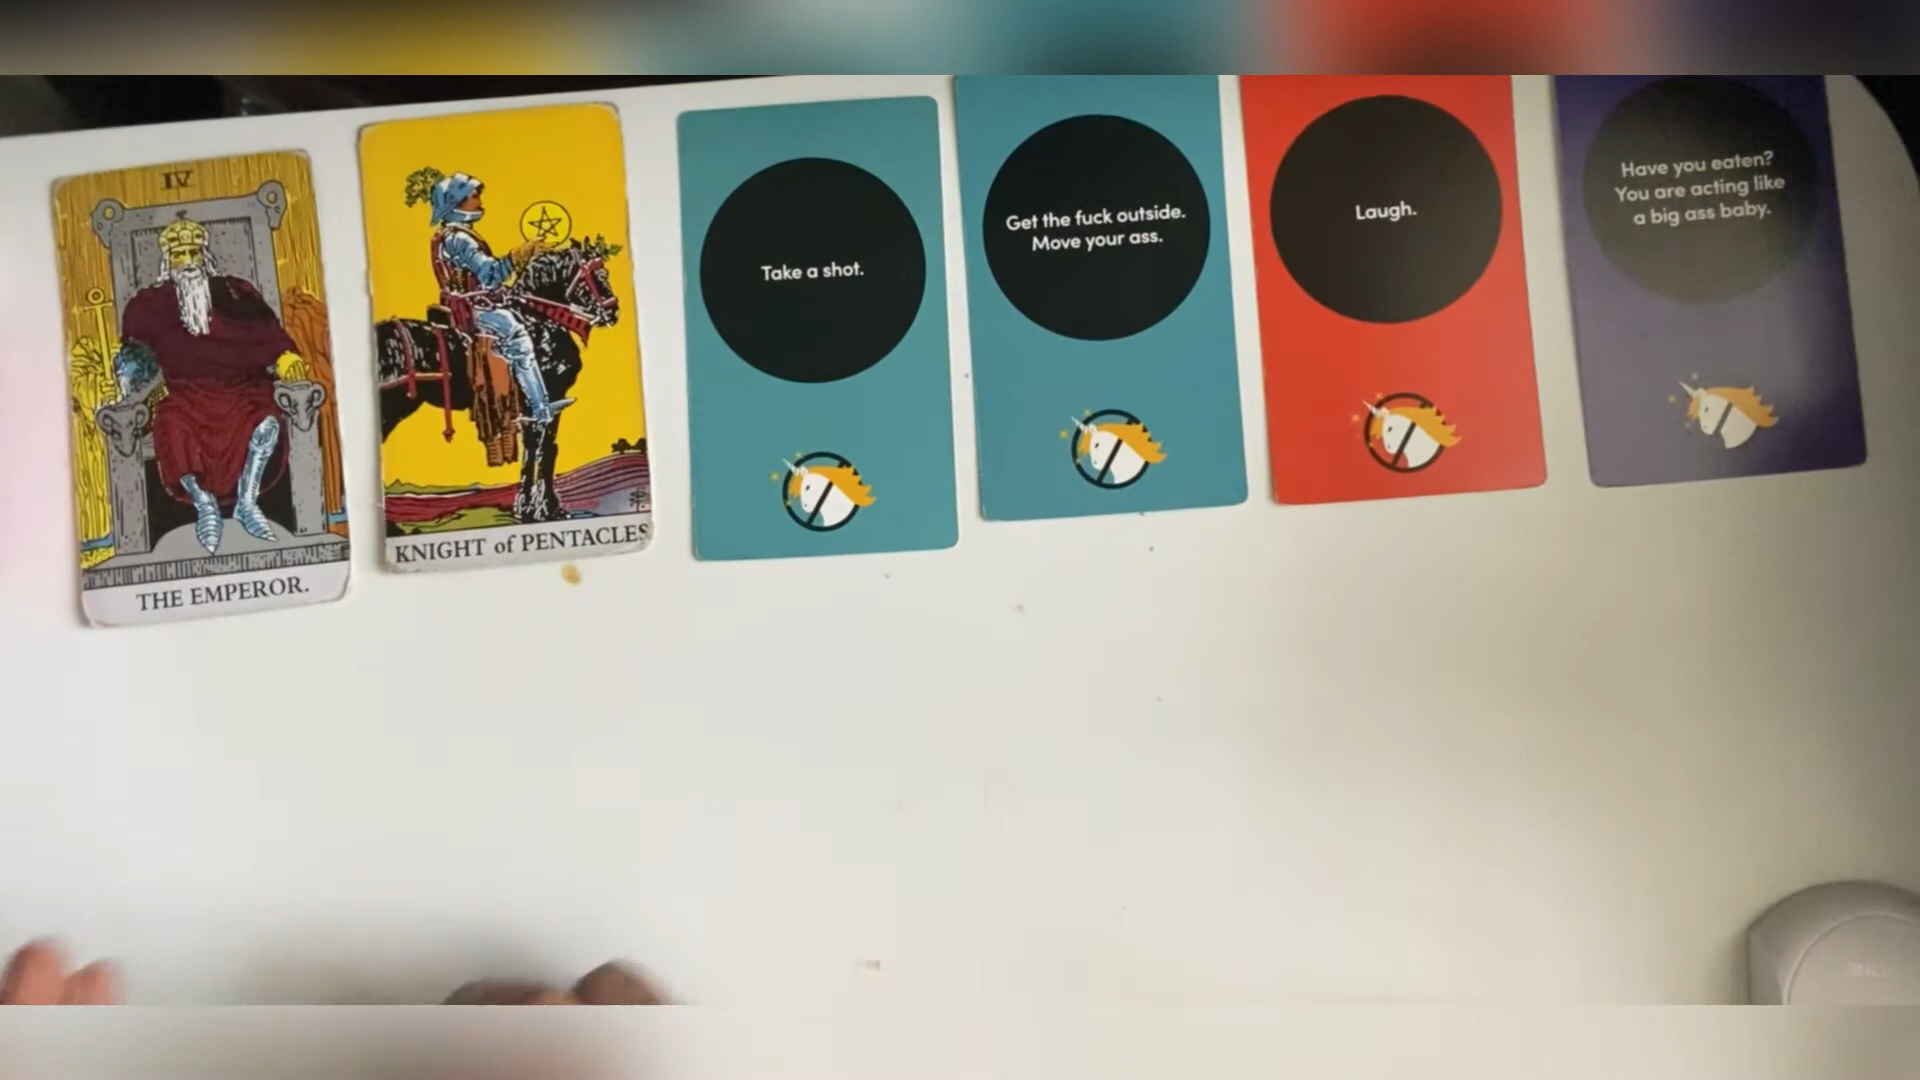 IV
THE EMPEROR.
KNIGHT of PENTACLES
Take a shot.
Get the fuck outside.
Move your ass.
Laugh.
Have you eaten?
You are acting like
a big ass baby.